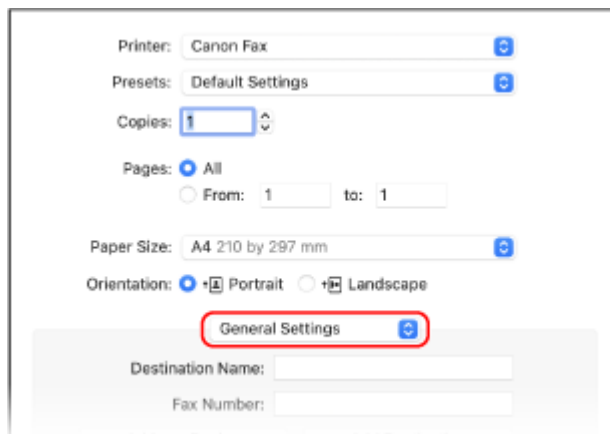 Printer: Canon Fax
Presets: Default Settings
Copies: 1
Pages: All
From: 1 to: 1
Paper Size: A4 210 by 297 mm
Orientation: Portrait Landscape
General Settings
Destination Name:
Fax Number: